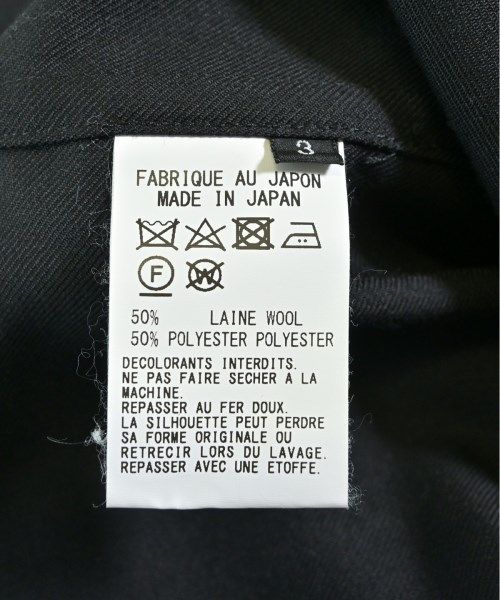 3
FABRIQUE AU JAPON
MADE IN JAPAN
F
W
50% LAINE WOOL
50% POLYESTER POLYESTER
DECOLORANTS INTERDITS.
NE PAS FAIRE SECHER A LA
MACHINE.
REPASSER AU FER DOUX.
LA SILHOUETTE PEUT PERDRE
SA FORME ORIGINALE OU
RETRECIR LORS DU LAVAGE.
REPASSER AVEC UNE ETOFFE.